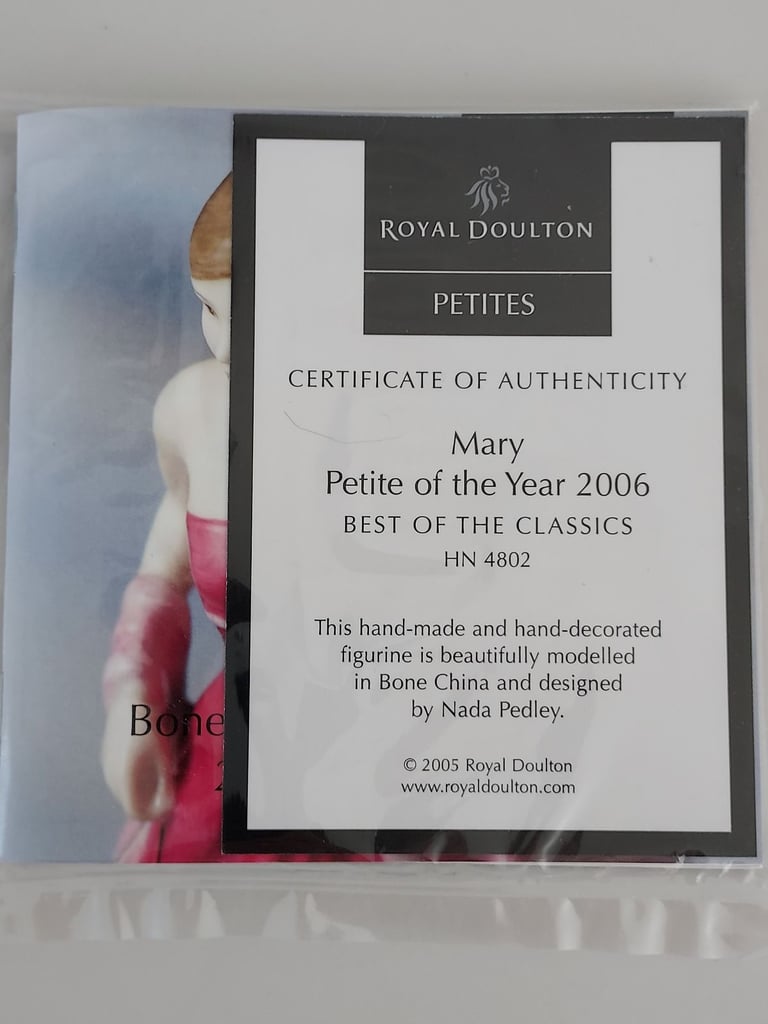 ROYAL DOULTON
PETITES
CERTIFICATE OF AUTHENTICITY
Mary
Petite of the Year 2006
BEST OF THE CLASSICS
HN 4802
This hand-made and hand-decorated
figurine is beautifully modelled
in Bone China and designed
by Nada Pedley.
© 2005 Royal Doulton
www.royaldoulton.com
Bone